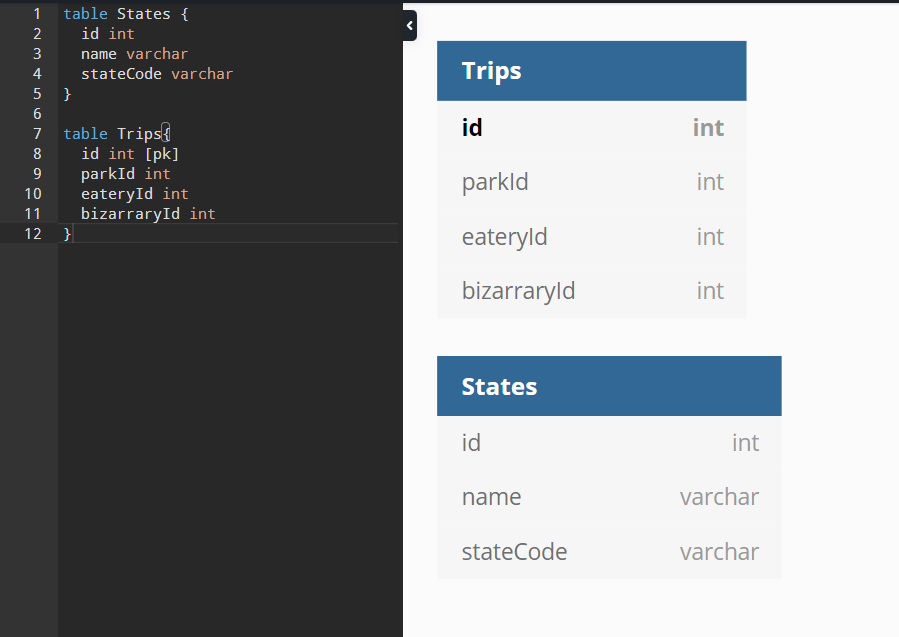 1 table States {
2   id int
3   name varchar
4   stateCode varchar
5 }
6
7 table Trips{
8   id int [pk]
9   parkId int
10   eateryId int
11   bizarraryId int
12 }
Trips
id int
parkId int
eateryId int
bizarraryId int
States
id int
name varchar
stateCode varchar